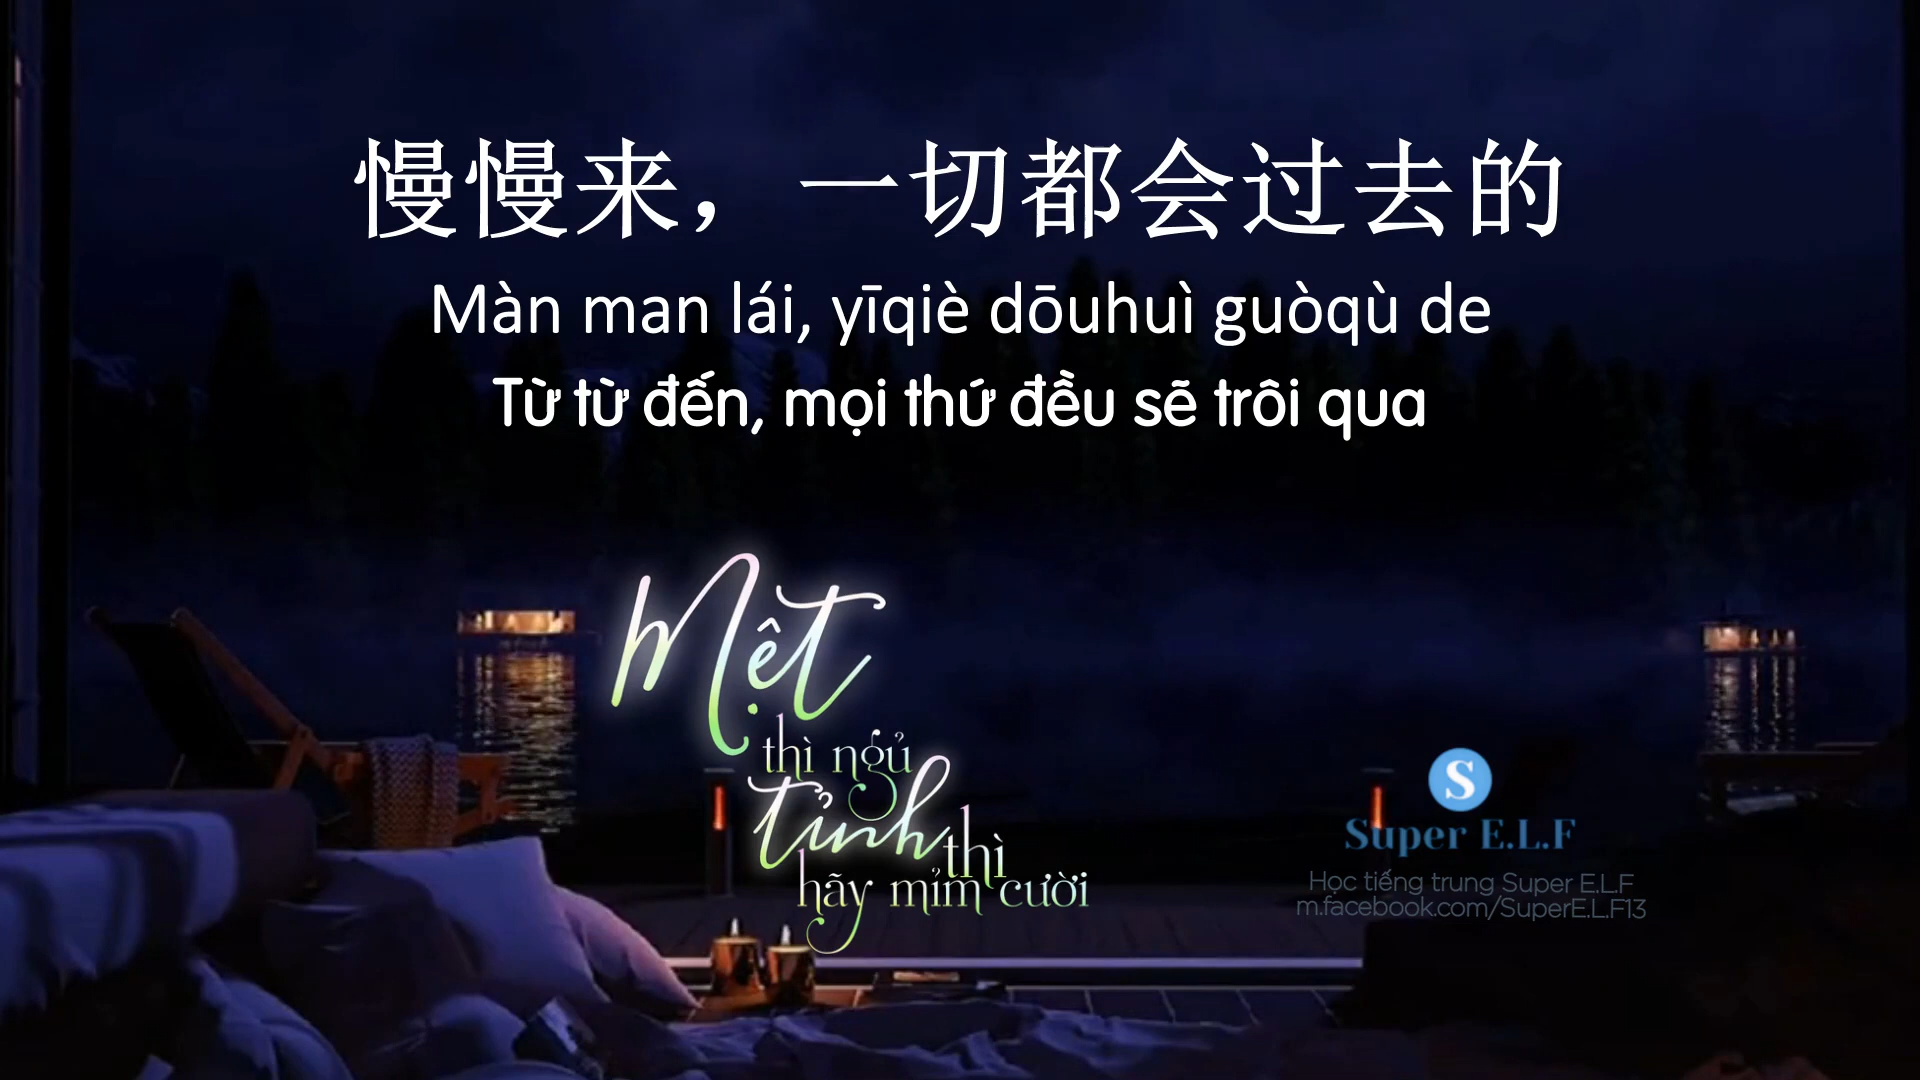 慢慢来，一切都会过去的
Màn man lái, yīqiè dōuhuì guòqù de
Từ từ đến, mọi thứ đều sẽ trôi qua
Mệt
thì ngủ
tỉnh thì
hãy mỉm cười
S
Super E.L.F
Học tiếng trung Super E.L.F
m.facebook.com/SuperE.L.F13